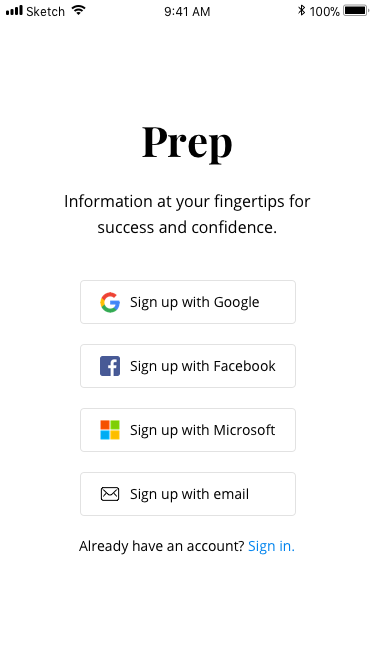 Sketch 9:41 AM 100%
Prep
Information at your fingertips for
success and confidence.
Sign up with Google
Sign up with Facebook
Sign up with Microsoft
Sign up with email
Already have an account? Sign in.